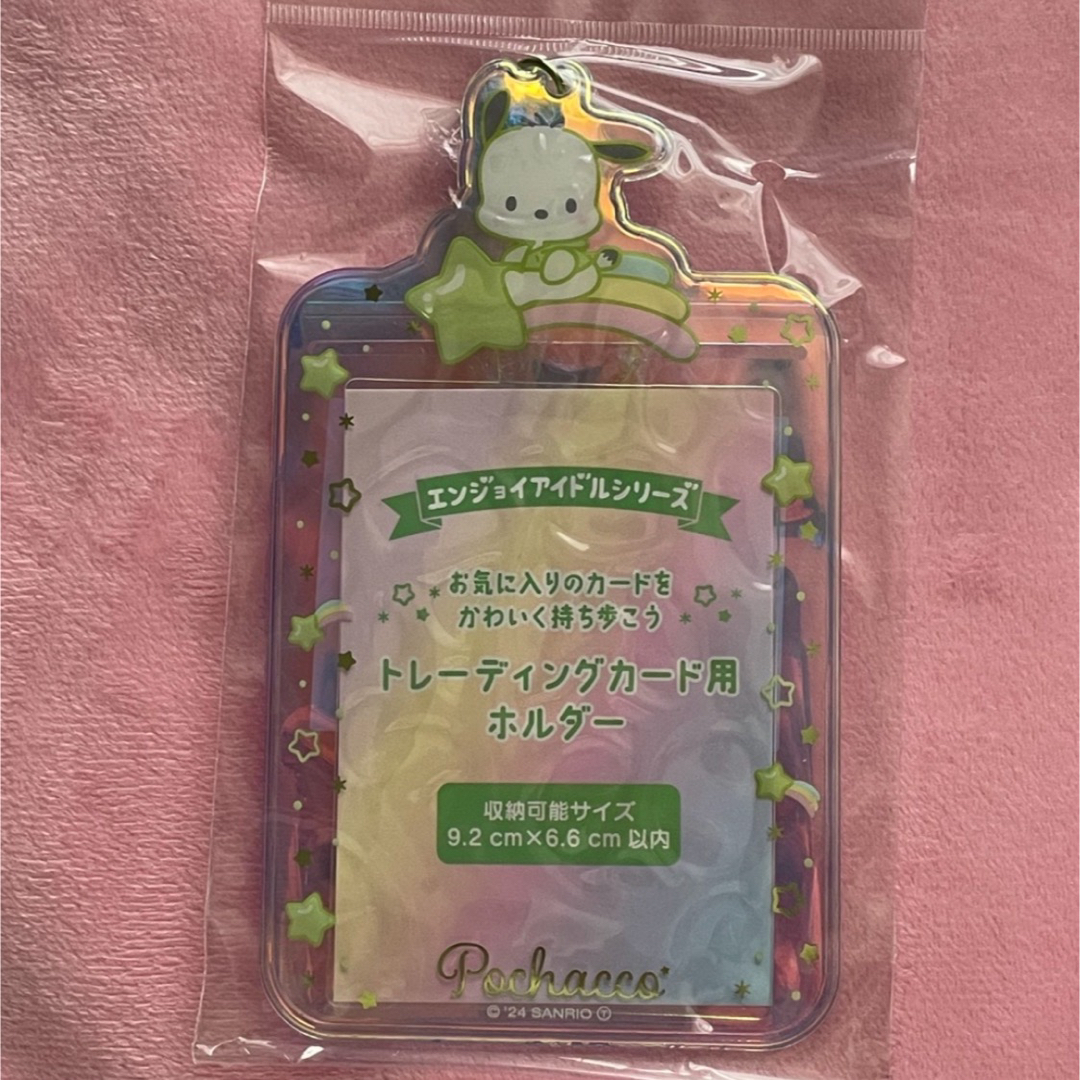 エンジョイアイドルシリーズ
お気に入りのカードを
かわいく持ち歩こう
トレーディングカード用
ホルダー
収納可能サイズ
9.2 cm×6.6 cm 以内
Pochacco
© '24 SANRIO Ⓣ